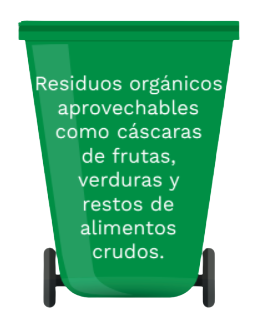 Residuos orgánicos
aprovechables
como cáscaras
de frutas,
verduras y
restos de
alimentos
crudos.